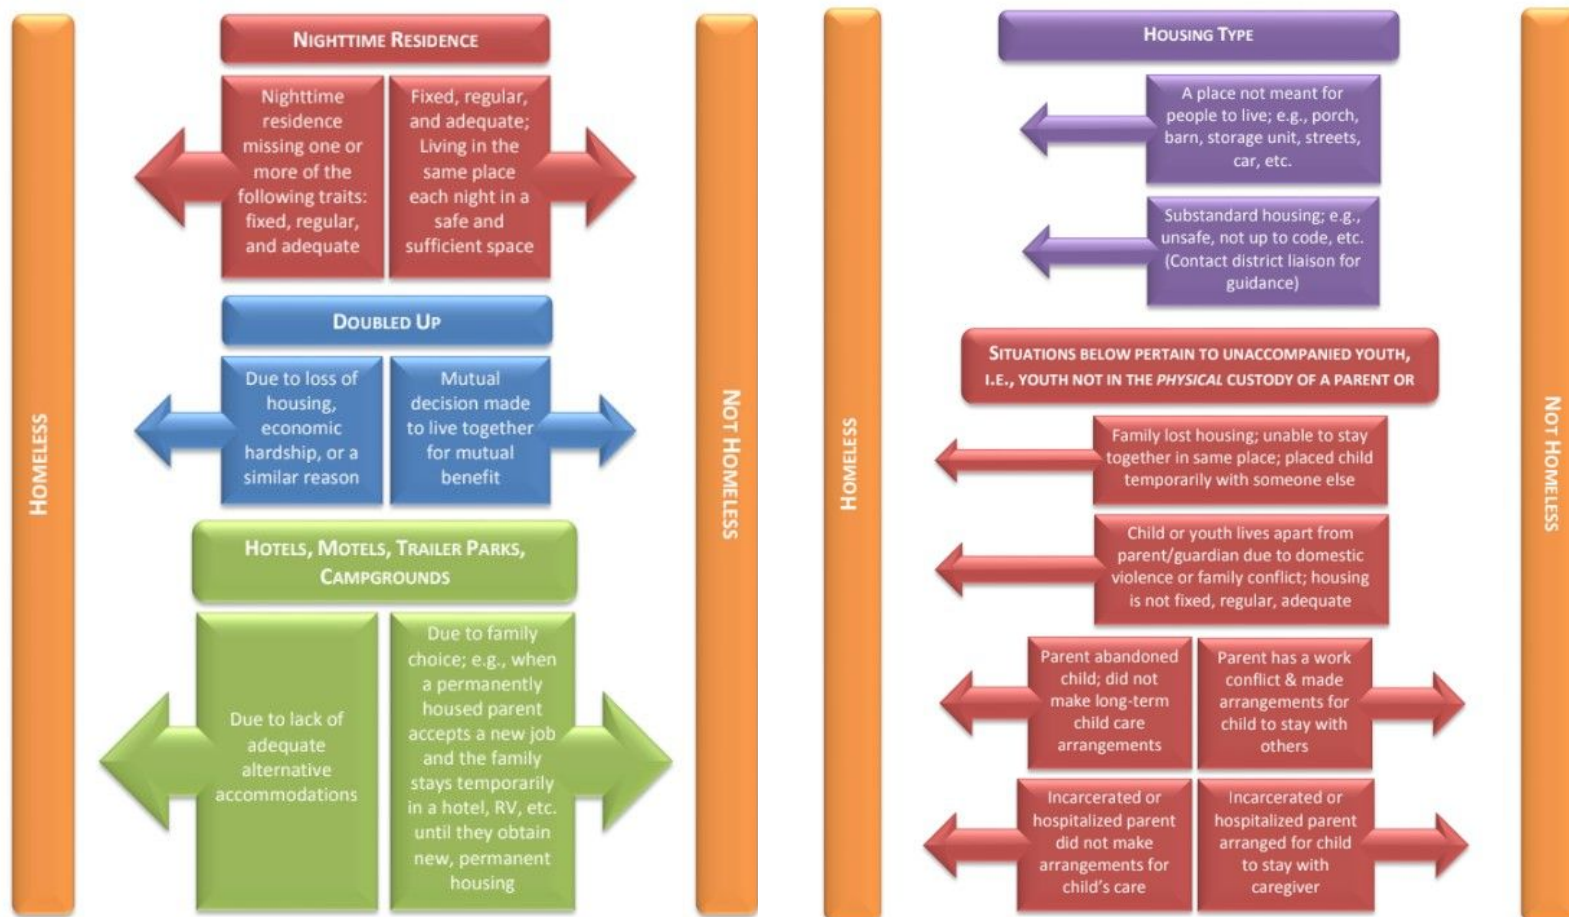 HOMELESS
NIGHTTIME RESIDENCE
Nighttime
residence
missing one or
more of the
following traits:
fixed, regular,
and adequate
Fixed, regular,
and adequate;
Living in the
same place
each night in a
safe and
sufficient space
DOUBLED UP
Due to loss of
housing,
economic
hardship, or a
similar reason
Mutual
decision made
to live together
for mutual
benefit
HOTELS, MOTELS, TRAILER PARKS,
CAMPGROUNDS
Due to lack of
adequate
alternative
accommodations
Due to family
choice; e.g., when
a permanently
housed parent
accepts a new job
and the family
stays temporarily
in a hotel, RV, etc.
until they obtain
new, permanent
housing
NOT HOMELESS
HOMELESS
HOUSING TYPE
A place not meant for
people to live; e.g., porch,
barn, storage unit, streets,
car, etc.
Substandard housing; e.g.,
unsafe, not up to code, etc.
(Contact district liaison for
guidance)
SITUATIONS BELOW PERTAIN TO UNACCOMPANIED YOUTH,
I.E., YOUTH NOT IN THE PHYSICAL CUSTODY OF A PARENT OR
Family lost housing; unable to stay
together in same place; placed child
temporarily with someone else
Child or youth lives apart from
parent/guardian due to domestic
violence or family conflict; housing
is not fixed, regular, adequate
Parent abandoned
child; did not
make long-term
child care
arrangements
Parent has a work
conflict & made
arrangements for
child to stay with
others
Incarcerated or
hospitalized parent
did not make
arrangements for
child's care
Incarcerated or
hospitalized parent
arranged for child
to stay with
caregiver
NOT HOMELESS